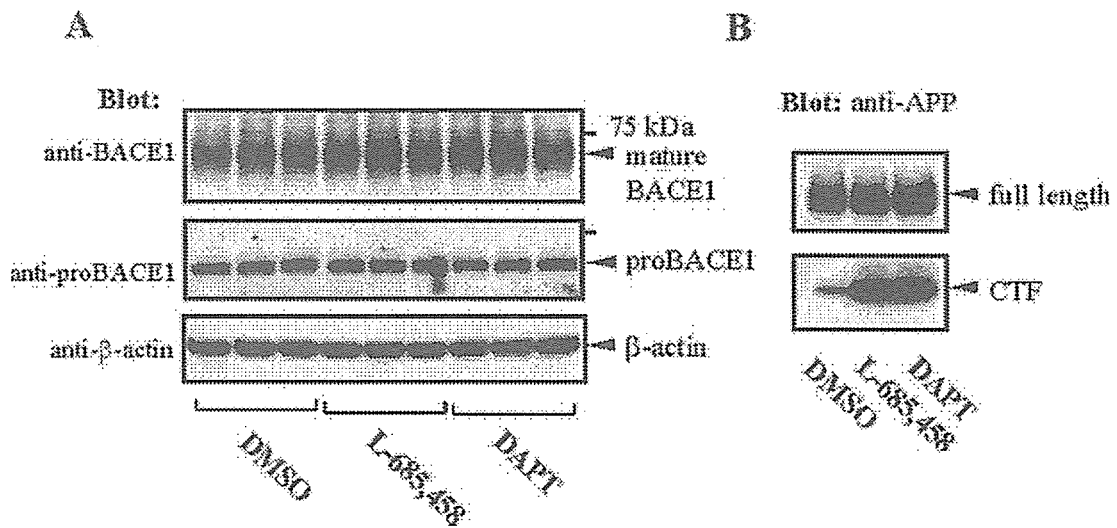 A
Blot:
anti-BACE1
75 kDa
mature
BACE1
anti-proBACE1
proBACE1
anti-β-actin
β-actin
DMSO
L-685,458
DAPT
B
Blot: anti-APP
full length
CTF
DMSO
L-685,458
DAPT